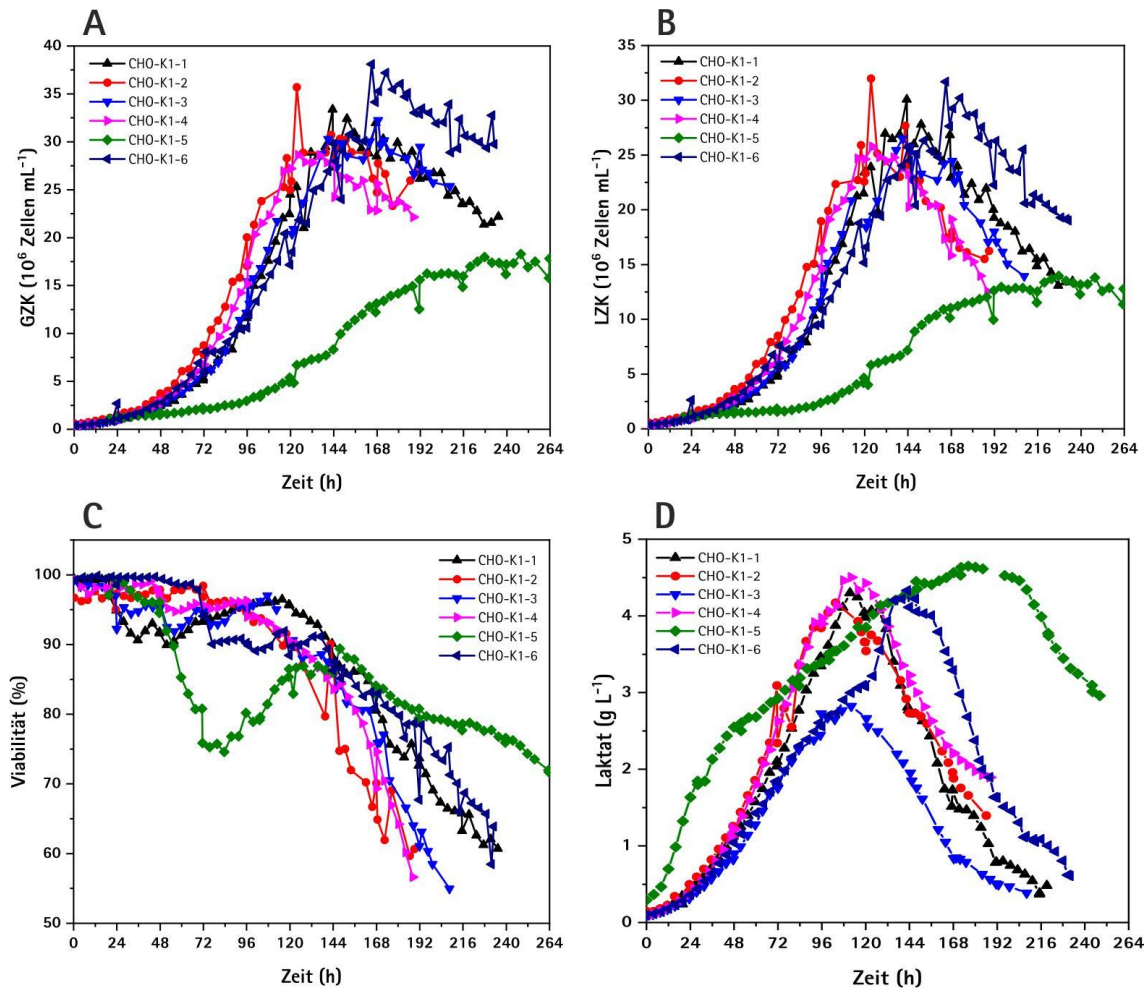 A
GZK (10⁶ Zellen mL⁻¹)
40
35
30
25
20
15
10
5
0
CHO-K1-1
CHO-K1-2
CHO-K1-3
CHO-K1-4
CHO-K1-5
CHO-K1-6
0 24 48 72 96 120 144 168 192 216 240 264
Zeit (h)
B
LZK (10⁶ Zellen mL⁻¹)
35
30
25
20
15
10
5
0
CHO-K1-1
CHO-K1-2
CHO-K1-3
CHO-K1-4
CHO-K1-5
CHO-K1-6
0 24 48 72 96 120 144 168 192 216 240 264
Zeit (h)
C
Viabilität (%)
100
90
80
70
60
50
CHO-K1-1
CHO-K1-2
CHO-K1-3
CHO-K1-4
CHO-K1-5
CHO-K1-6
0 24 48 72 96 120 144 168 192 216 240 264
Zeit (h)
D
Laktat (g L⁻¹)
5
4
3
2
1
0
CHO-K1-1
CHO-K1-2
CHO-K1-3
CHO-K1-4
CHO-K1-5
CHO-K1-6
0 24 48 72 96 120 144 168 192 216 240 264
Zeit (h)